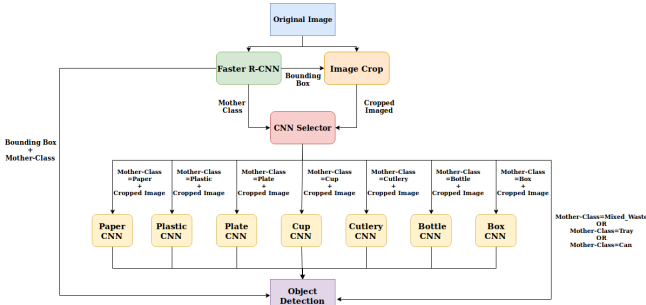 Original Image
Faster R-CNN
Bounding
Box
Image Crop
Mother
Class
Cropped
Imaged
CNN Selector
Bounding Box
+
Mother-Class
Mother-Class
=Paper
+
Cropped Image
Mother-Class
=Plastic
+
Cropped Image
Mother-Class
=Plate
+
Cropped Image
Mother-Class
=Cup
+
Cropped Image
Mother-Class
=Cutlery
+
Cropped Image
Mother-Class
=Bottle
+
Cropped Image
Mother-Class
=Box
+
Cropped Image
Mother-Class=Mixed_Waste
OR
Mother-Class=Tray
OR
Mother-Class=Can
Paper
CNN
Plastic
CNN
Plate
CNN
Cup
CNN
Cutlery
CNN
Bottle
CNN
Box
CNN
Object
Detection